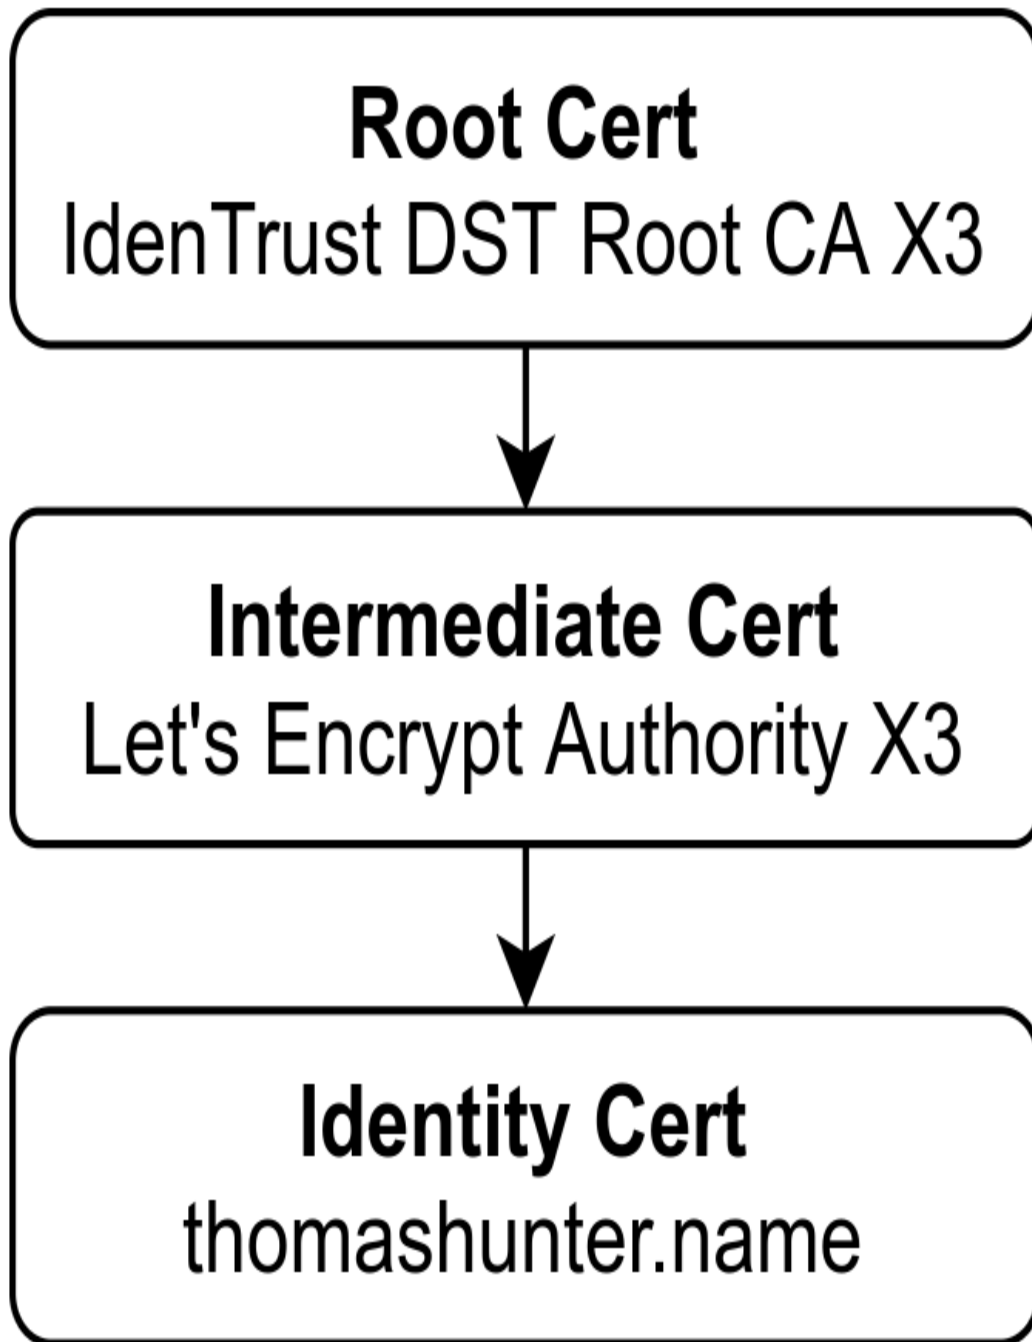 Root Cert
IdenTrust DST Root CA X3
Intermediate Cert
Let's Encrypt Authority X3
Identity Cert
thomashunter.name